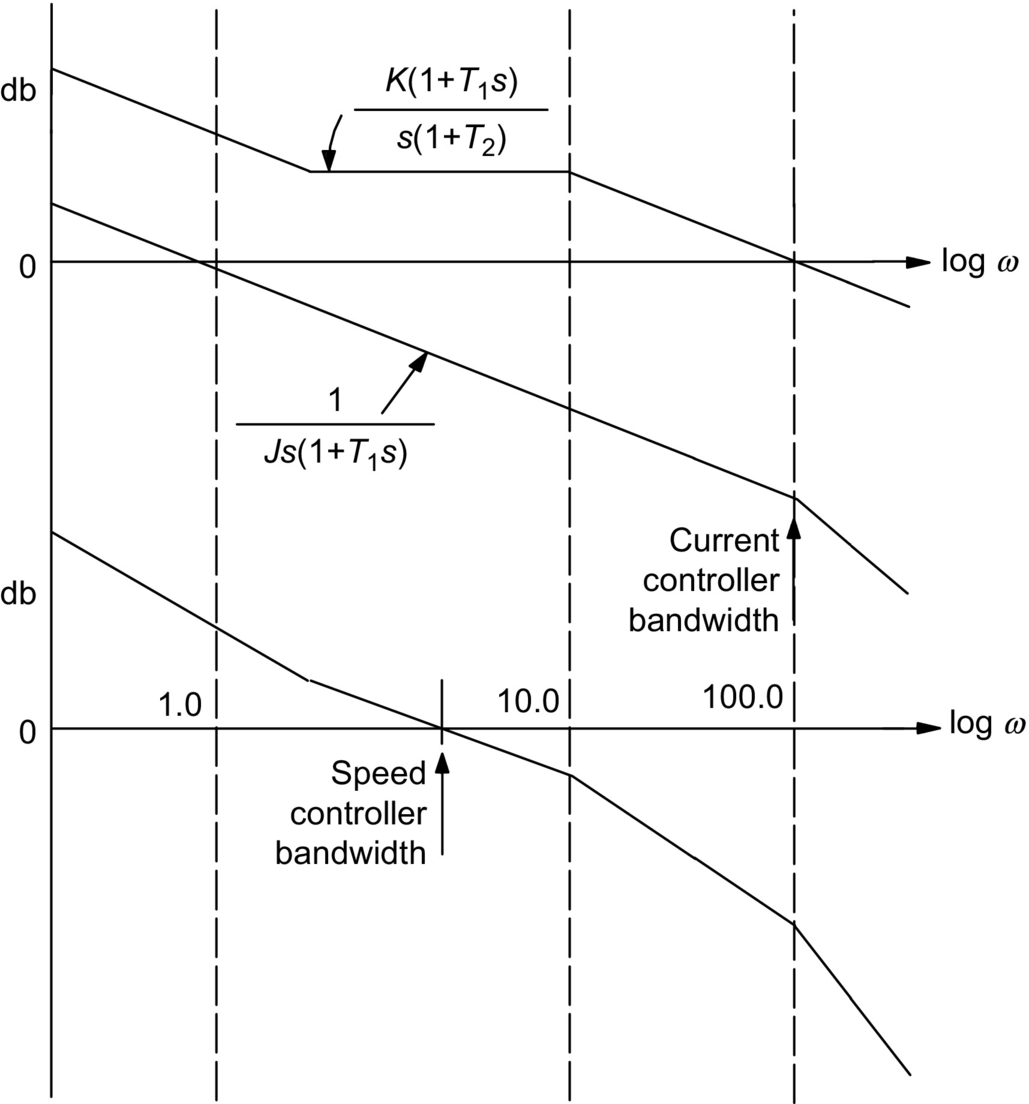 db
K(1+T₁s)
s(1+T₂)
0
log ω
1
Js(1+T₁s)
Current
controller
bandwidth
db
1.0
10.0
100.0
0
log ω
Speed
controller
bandwidth